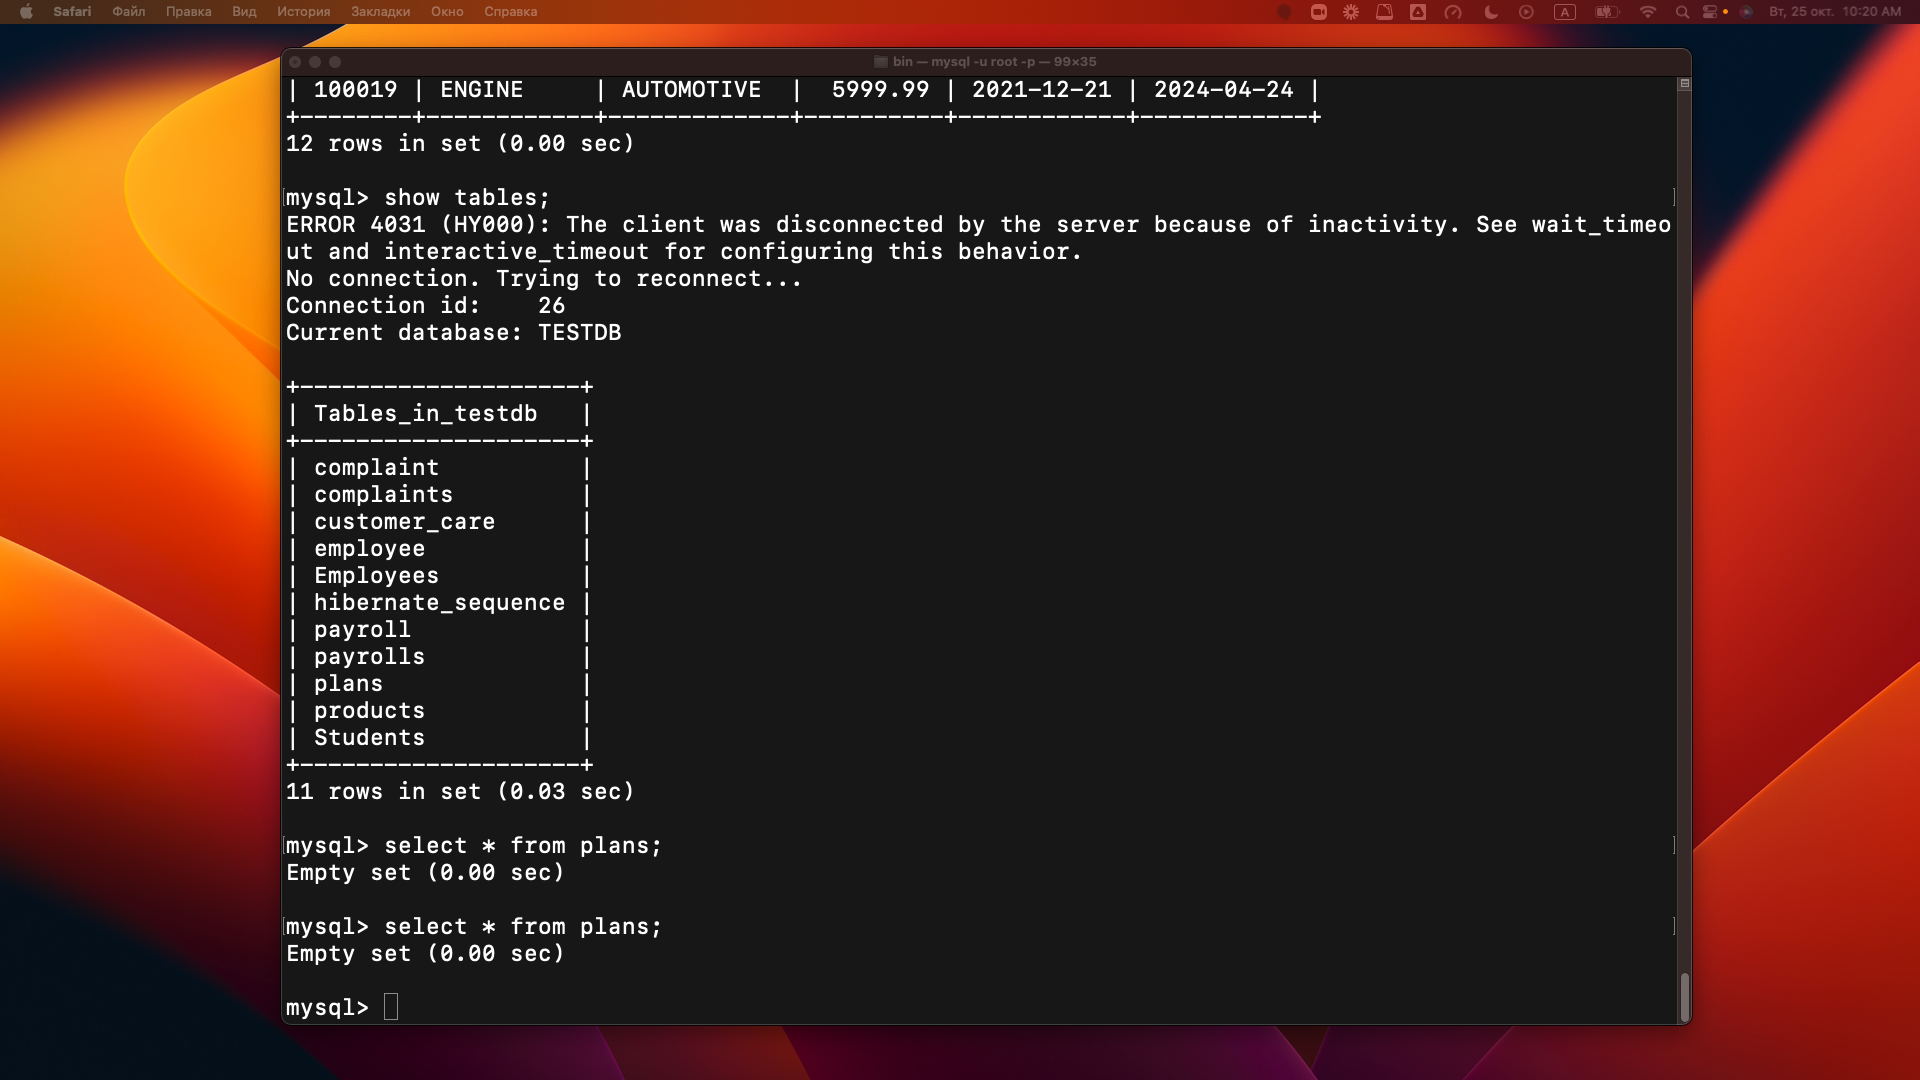 Safari Файл Правка Вид История Закладки Окно Справка A Вт, 25 окт. 10:20 AM
bin — mysql -u root -p — 99×35
| 100019 | ENGINE     | AUTOMOTIVE  |  5999.99 | 2021-12-21 | 2024-04-24 |
+--------+------------+-------------+----------+------------+------------+
12 rows in set (0.00 sec)
mysql> show tables;
ERROR 4031 (HY000): The client was disconnected by the server because of inactivity. See wait_timeo
ut and interactive_timeout for configuring this behavior.
No connection. Trying to reconnect...
Connection id:    26
Current database: TESTDB
+--------------------+
| Tables_in_testdb   |
+--------------------+
| complaint          |
| complaints         |
| customer_care      |
| employee           |
| Employees          |
| hibernate_sequence |
| payroll            |
| payrolls           |
| plans              |
| products           |
| Students           |
+--------------------+
11 rows in set (0.03 sec)
mysql> select * from plans;
Empty set (0.00 sec)
mysql> select * from plans;
Empty set (0.00 sec)
mysql>